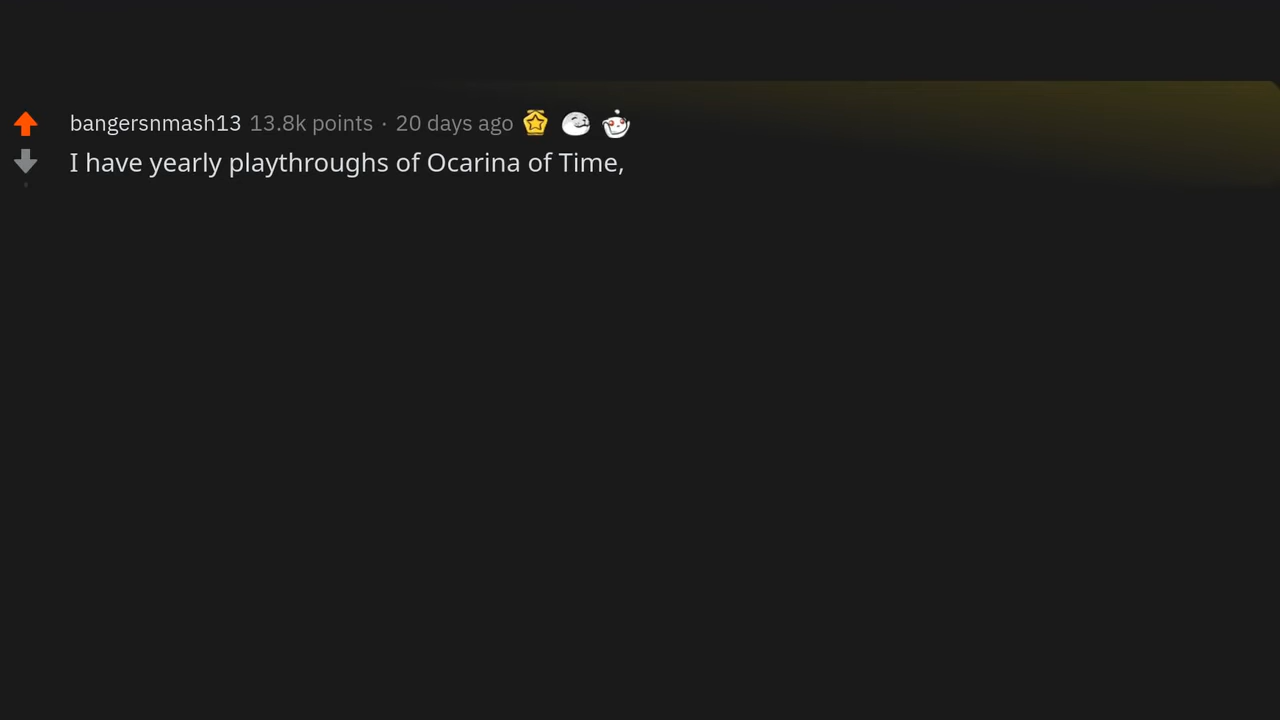 bangersnmash13 13.8k points · 20 days ago
I have yearly playthroughs of Ocarina of Time,